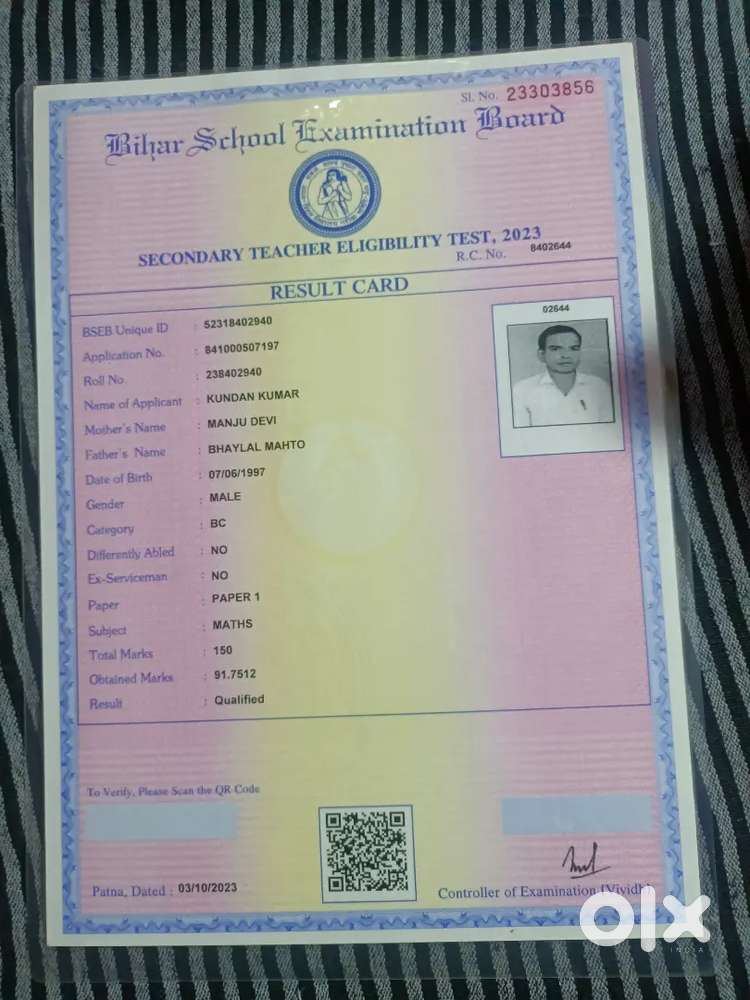 Sl. No. 23303856
Bihar School Examination Board
SECONDARY TEACHER ELIGIBILITY TEST, 2023
R.C. No. 8402644
RESULT CARD
02644
BSEB Unique ID : 52318402940
Application No. : 841000507197
Roll No. : 238402940
Name of Applicant : KUNDAN KUMAR
Mother's Name : MANJU DEVI
Father's Name : BHAYLAL MAHTO
Date of Birth : 07/06/1997
Gender : MALE
Category : BC
Differently Abled : NO
Ex-Serviceman : NO
Paper : PAPER 1
Subject : MATHS
Total Marks : 150
Obtained Marks : 91.7512
Result : Qualified
To Verify, Please Scan the QR Code
Patna, Dated : 03/10/2023
Controller of Examination (Vividh)
olx
INDIA